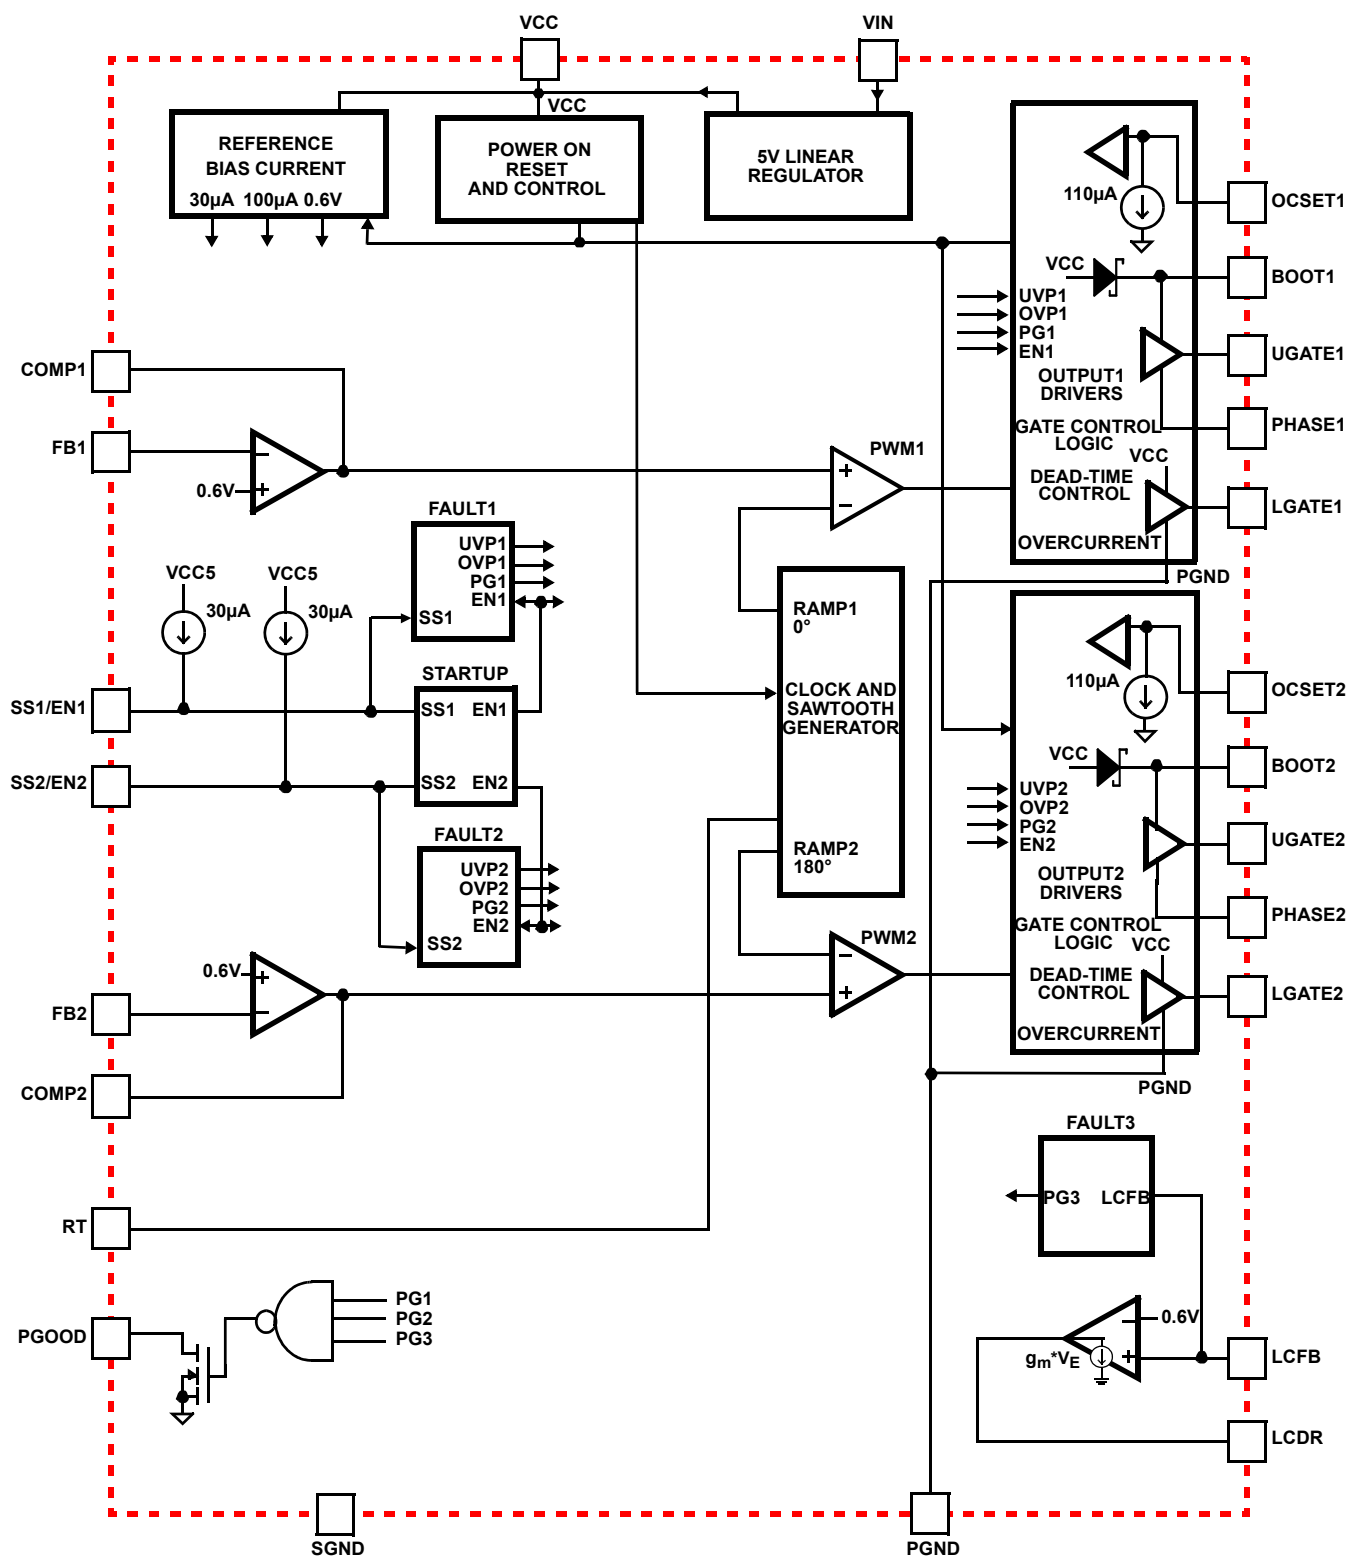 VCC
VIN
VCC
REFERENCE
BIAS CURRENT
30µA 100µA 0.6V
POWER ON
RESET
AND CONTROL
5V LINEAR
REGULATOR
110µA
OCSET1
VCC
BOOT1
UVP1
OVP1
PG1
EN1
UGATE1
OUTPUT1
DRIVERS
GATE CONTROL
LOGIC
PHASE1
VCC
DEAD-TIME
CONTROL
LGATE1
OVERCURRENT
PGND
COMP1
FB1
0.6V
PWM1
FAULT1
UVP1
OVP1
PG1
EN1
SS1
VCC5
30µA
VCC5
30µA
RAMP1
0°
CLOCK AND
SAWTOOTH
GENERATOR
RAMP2
180°
STARTUP
SS1 EN1
SS2 EN2
SS1/EN1
SS2/EN2
FAULT2
UVP2
OVP2
PG2
EN2
SS2
110µA
OCSET2
VCC
BOOT2
UVP2
OVP2
PG2
EN2
UGATE2
OUTPUT2
DRIVERS
PHASE2
GATE CONTROL
LOGIC
VCC
DEAD-TIME
CONTROL
LGATE2
OVERCURRENT
PGND
PWM2
0.6V
FB2
COMP2
FAULT3
PG3 LCFB
RT
PG1
PG2
PG3
PGOOD
0.6V
gm*VE
LCFB
LCDR
SGND
PGND